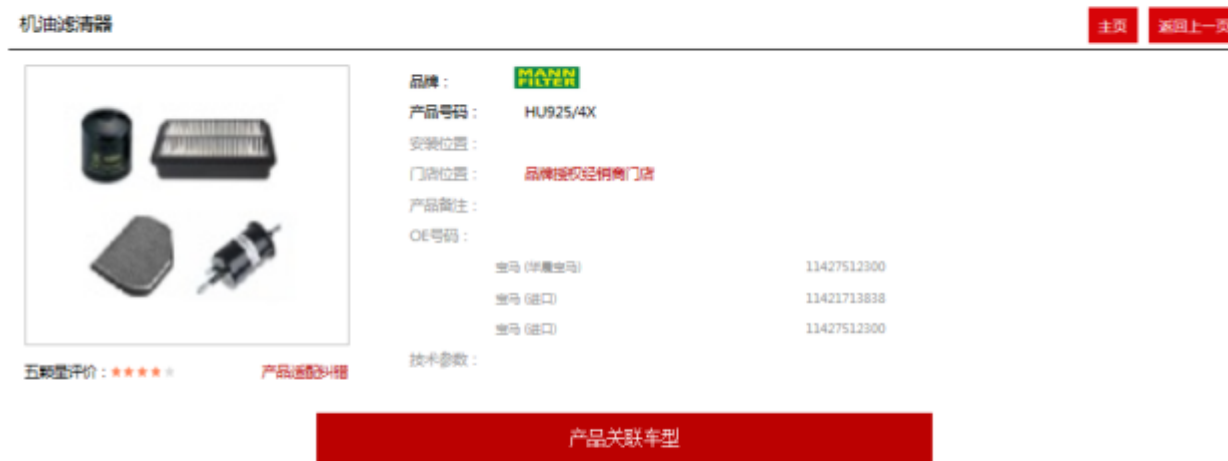 机油滤清器
主页
返回上一页
品牌： MANN FILTER
产品号码： HU925/4X
安装位置：
门店位置： 品牌授权经销商门店
产品备注：
OE号码：
宝马 (华晨宝马) 11427512300
宝马 (进口) 11421713838
宝马 (进口) 11427512300
技术参数：
五颗星评价：
产品适配纠错
产品关联车型